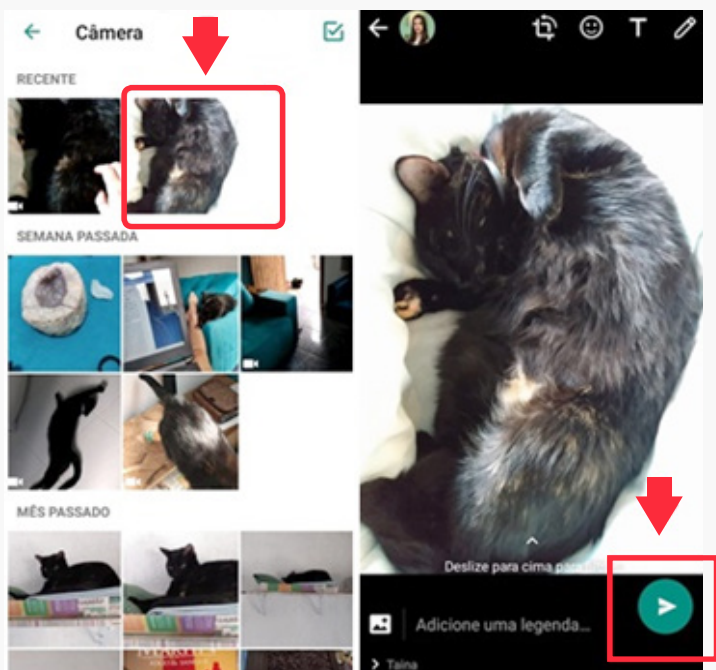 Câmera
RECENTE
SEMANA PASSADA
MÊS PASSADO
T
Deslize para cima para
Adicione uma legenda...
> Taina